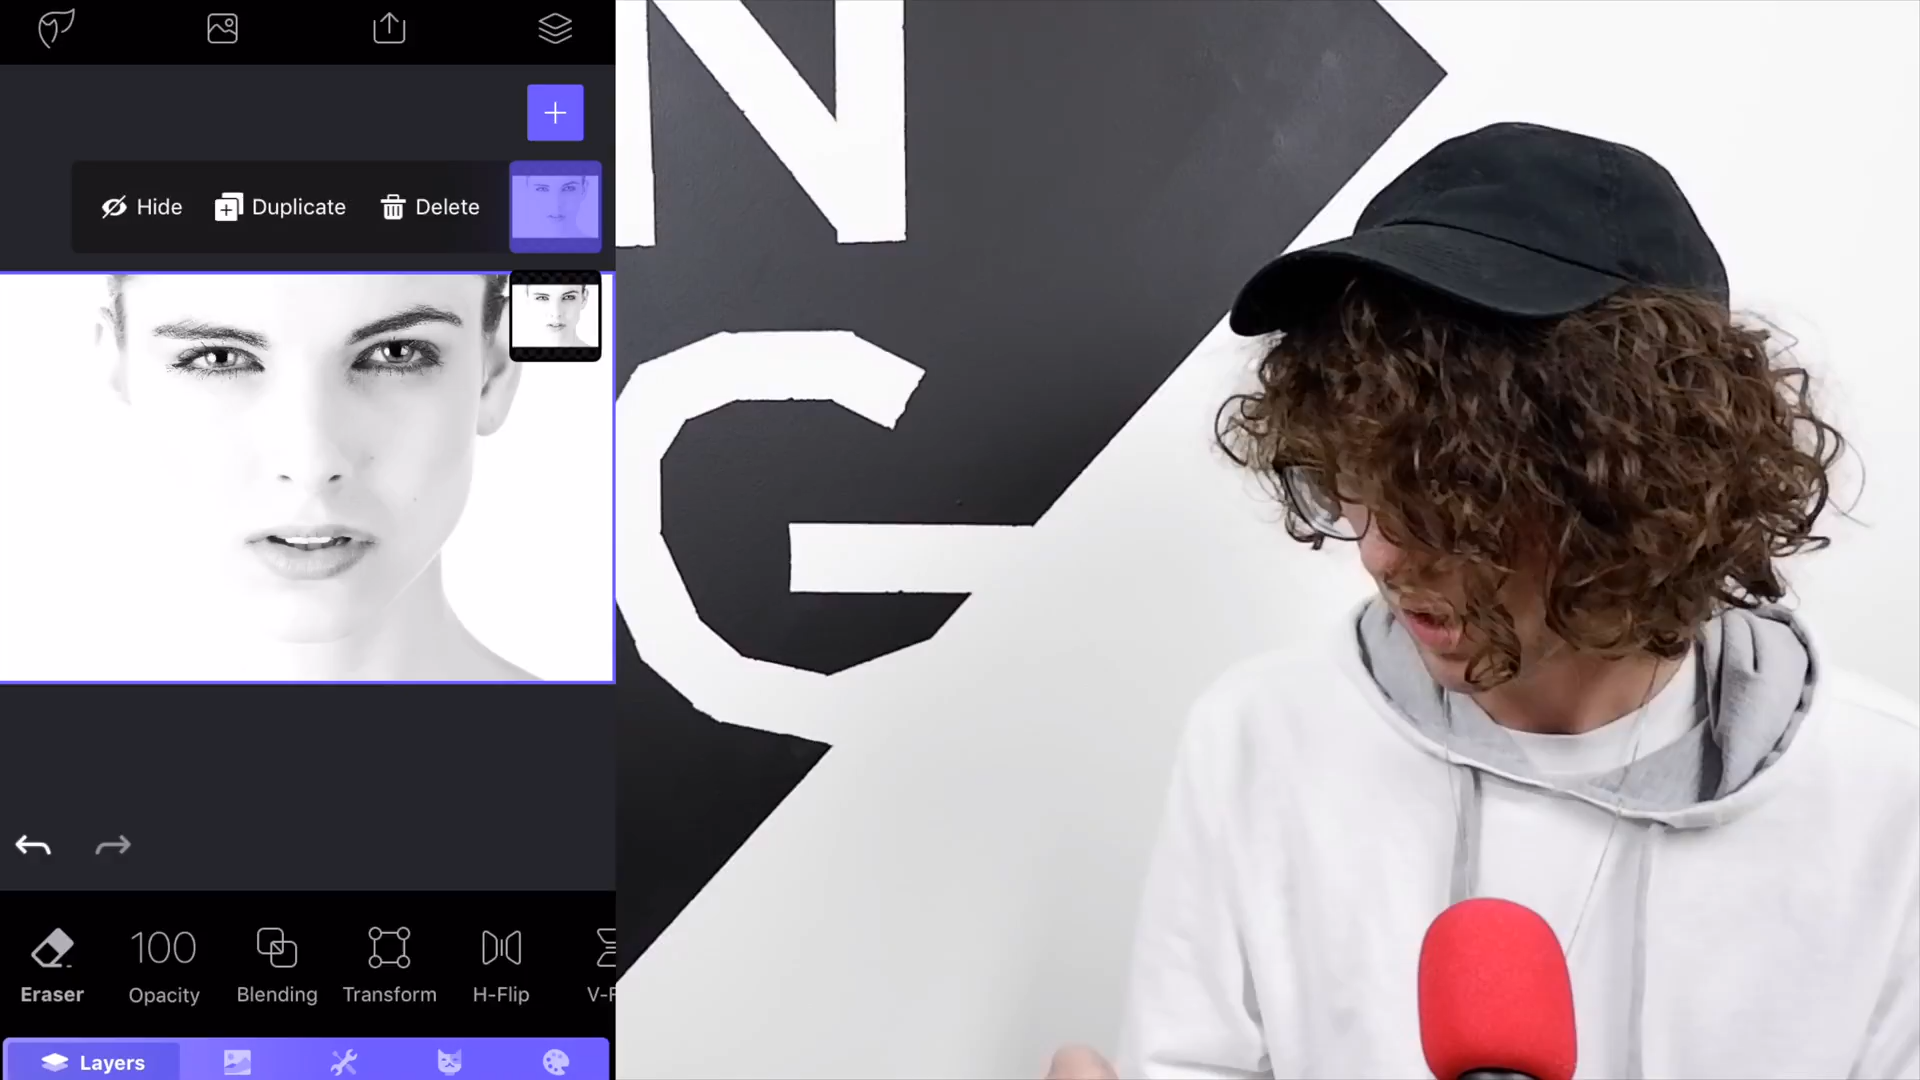 Hide Duplicate Delete
N
G
100
Eraser Opacity Blending Transform H-Flip
Layers